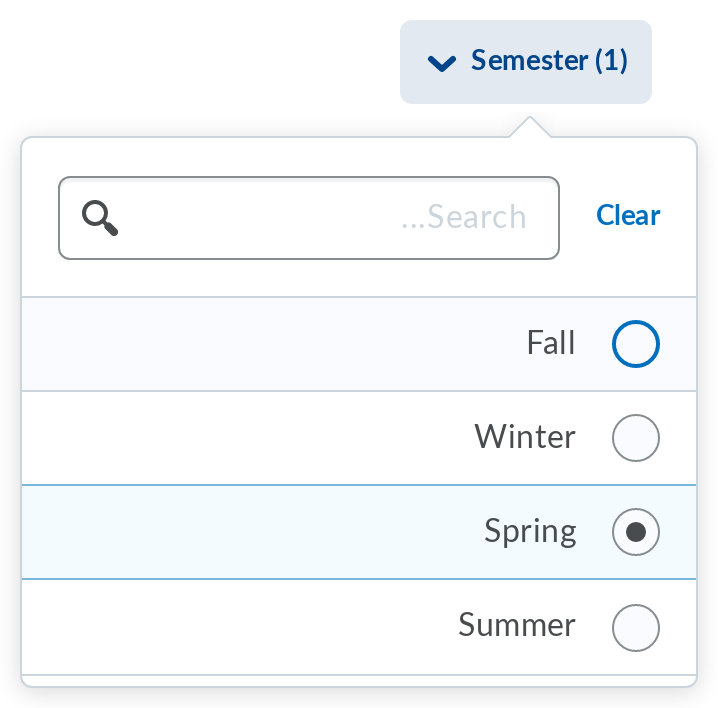 Semester (1)
...Search
Clear
Fall
Winter
Spring
Summer